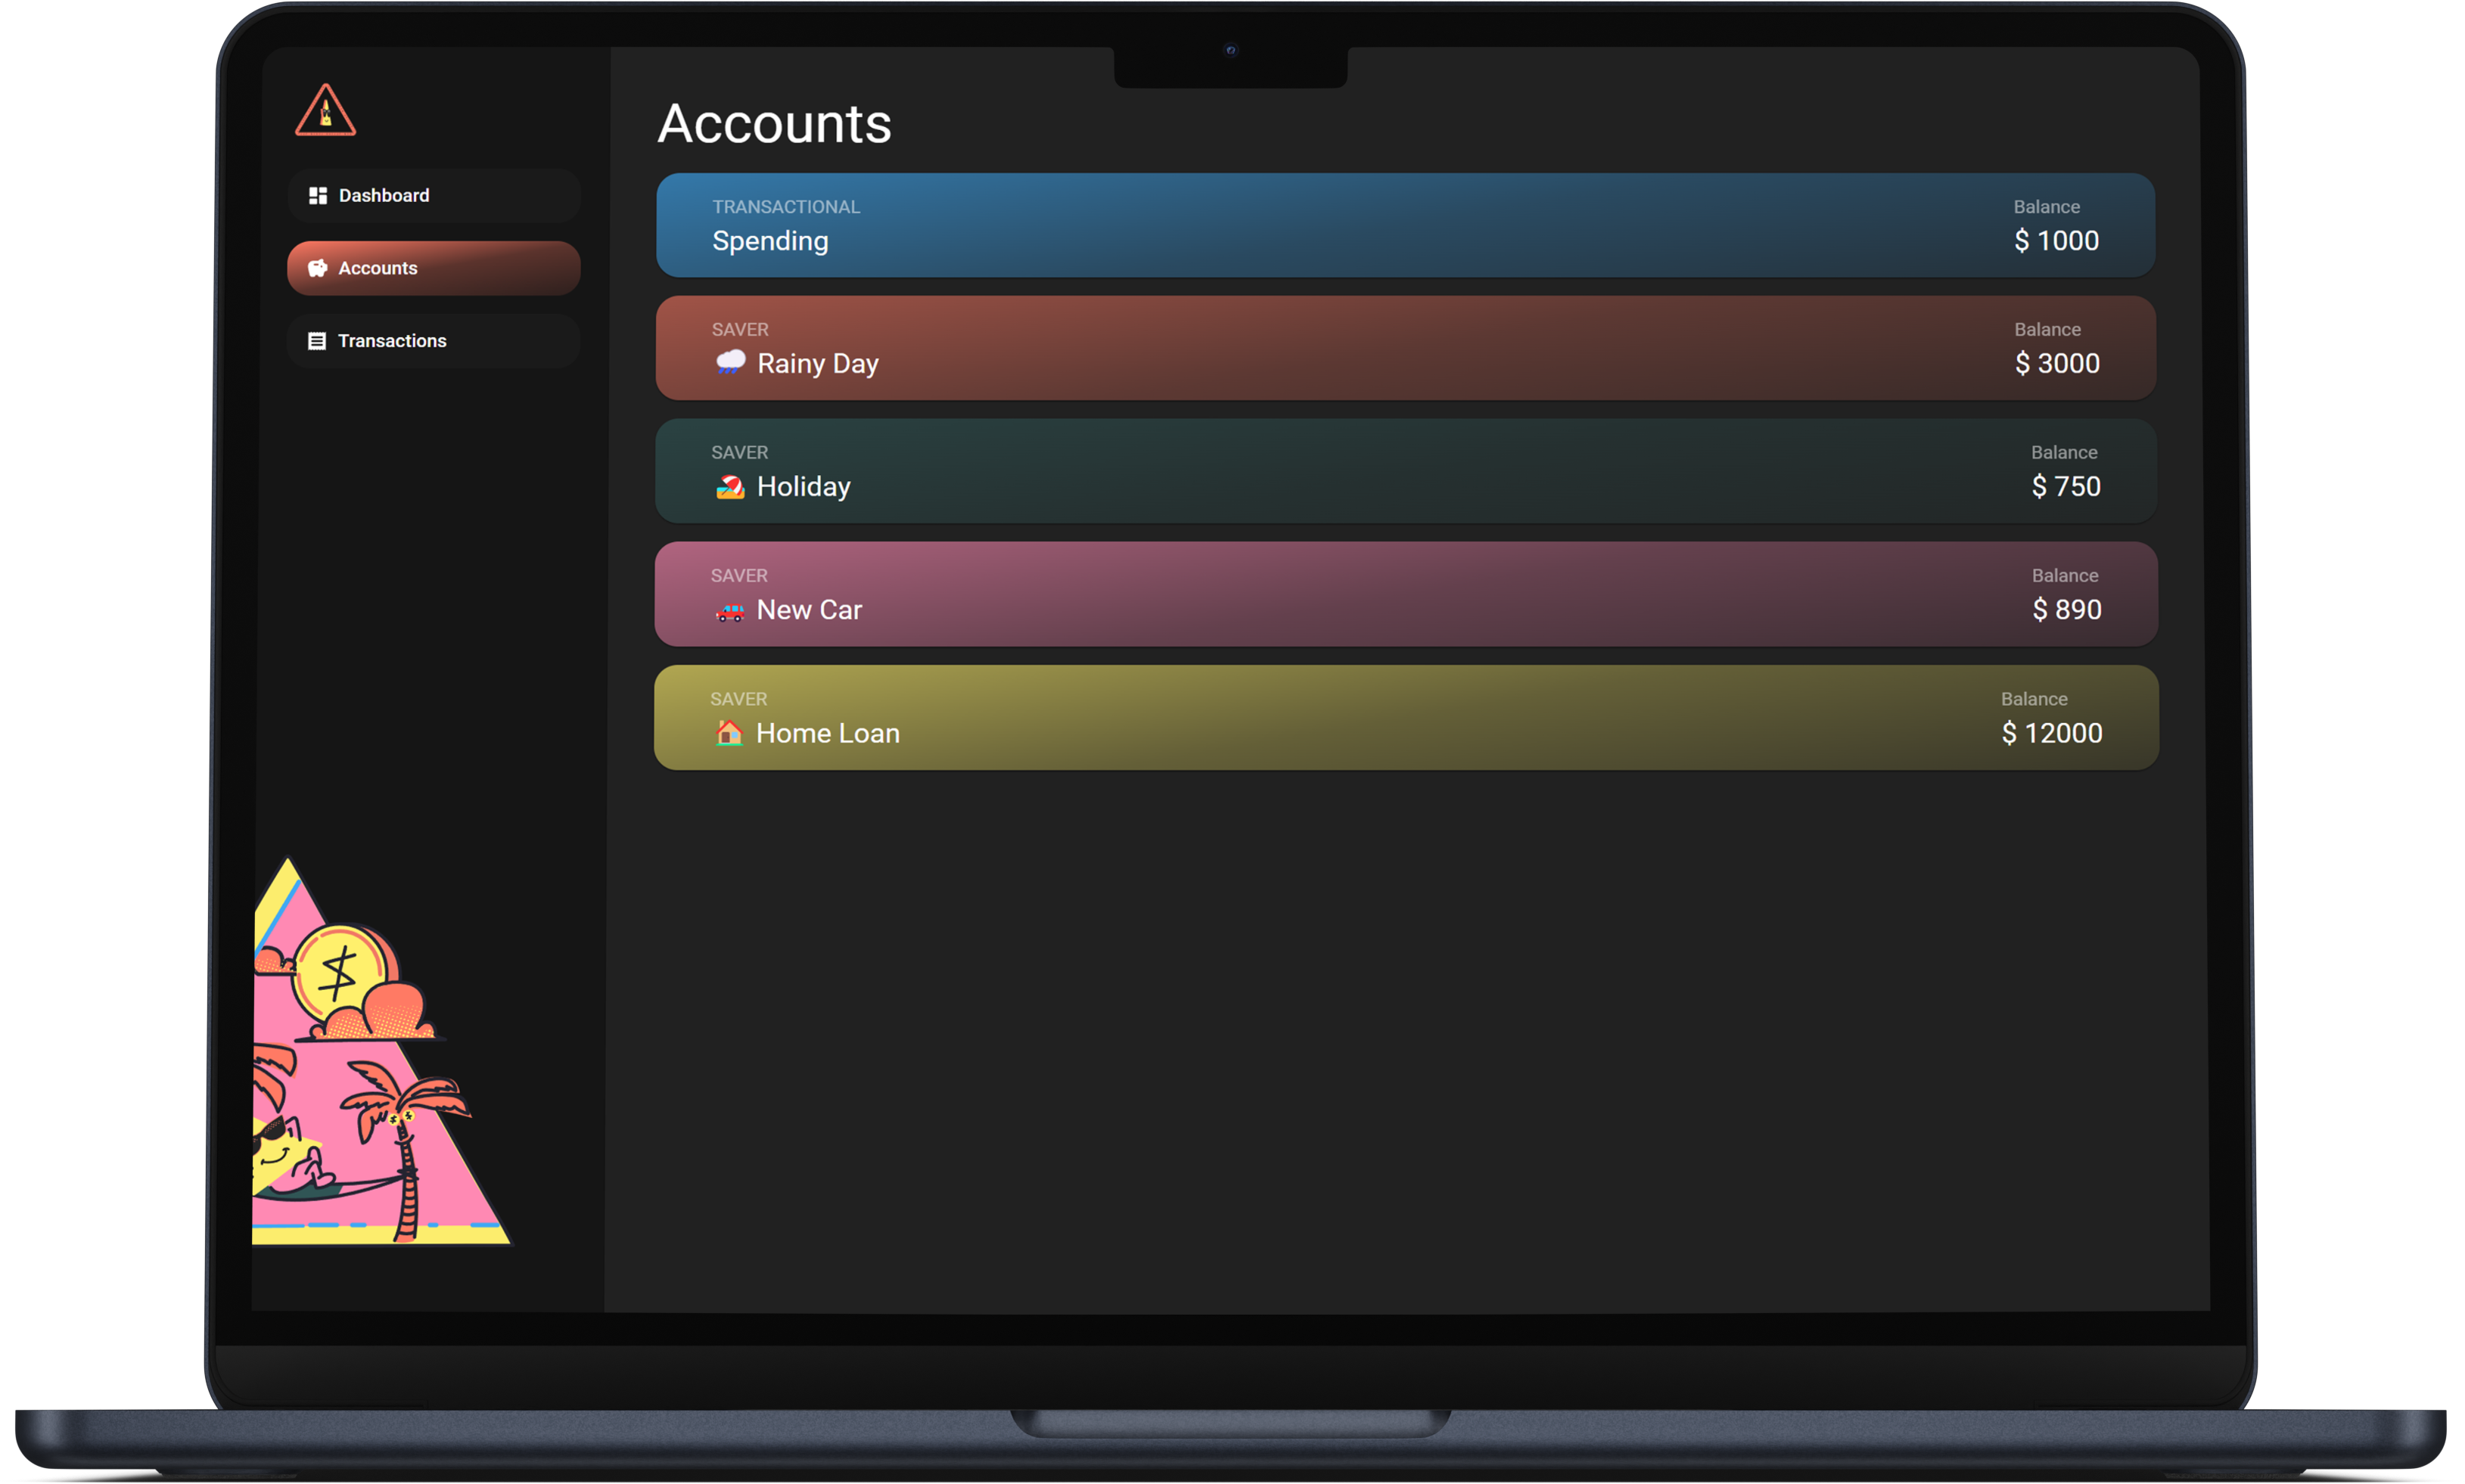 Dashboard
Accounts
Transactions
Accounts
TRANSACTIONAL
Spending
Balance
$ 1000
SAVER
🌧️ Rainy Day
Balance
$ 3000
SAVER
🏖️ Holiday
Balance
$ 750
SAVER
🚗 New Car
Balance
$ 890
SAVER
🏠 Home Loan
Balance
$ 12000
$